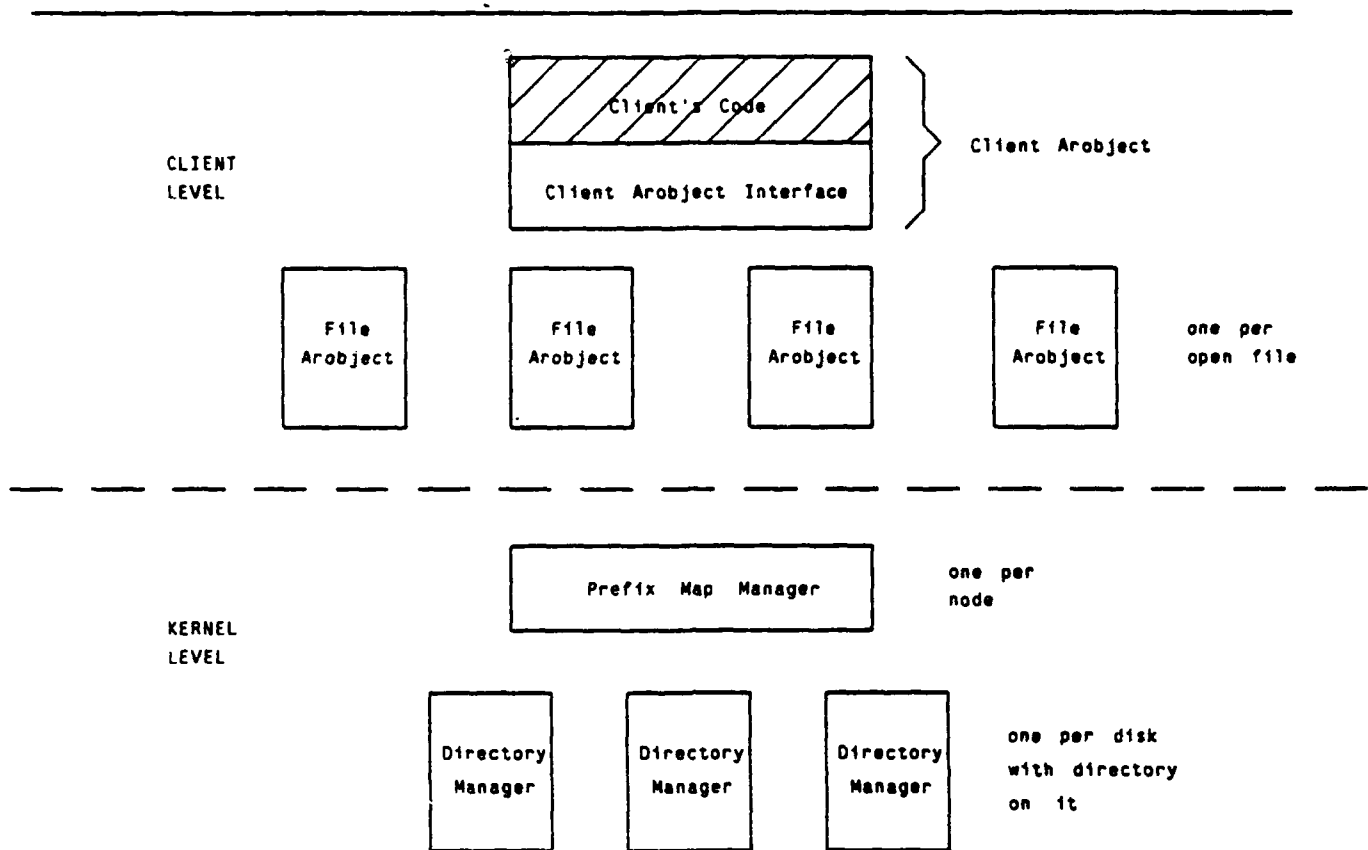 Client's Code
Client Arobject
CLIENT
LEVEL
Client Arobject Interface
File
Arobject
File
Arobject
File
Arobject
File
Arobject
one per
open file
Prefix Map Manager
one per
node
KERNEL
LEVEL
Directory
Manager
Directory
Manager
Directory
Manager
one per disk
with directory
on it